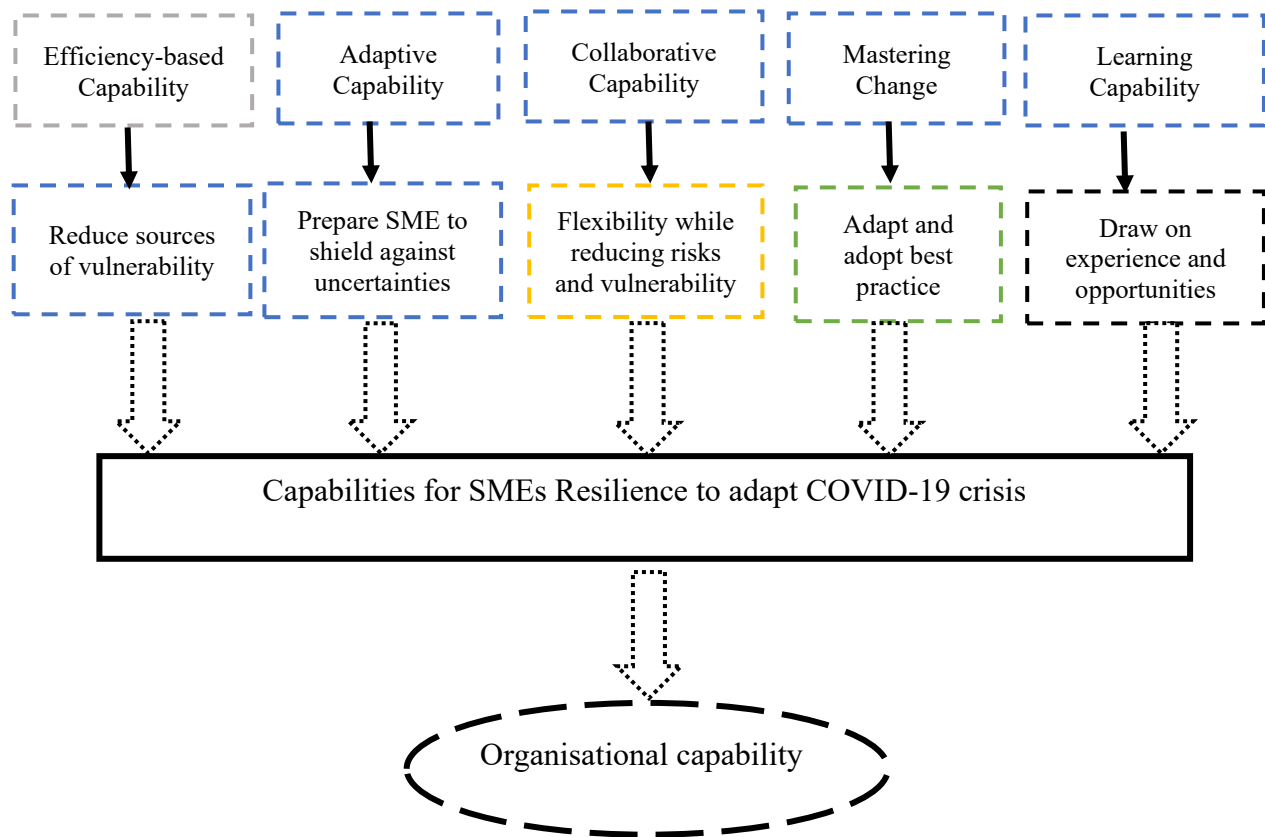 Efficiency-based
Capability
Adaptive
Capability
Collaborative
Capability
Mastering
Change
Learning
Capability
Reduce sources
of vulnerability
Prepare SME to
shield against
uncertainties
Flexibility while
reducing risks
and vulnerability
Adapt and
adopt best
practice
Draw on
experience and
opportunities
Capabilities for SMEs Resilience to adapt COVID-19 crisis
Organisational capability